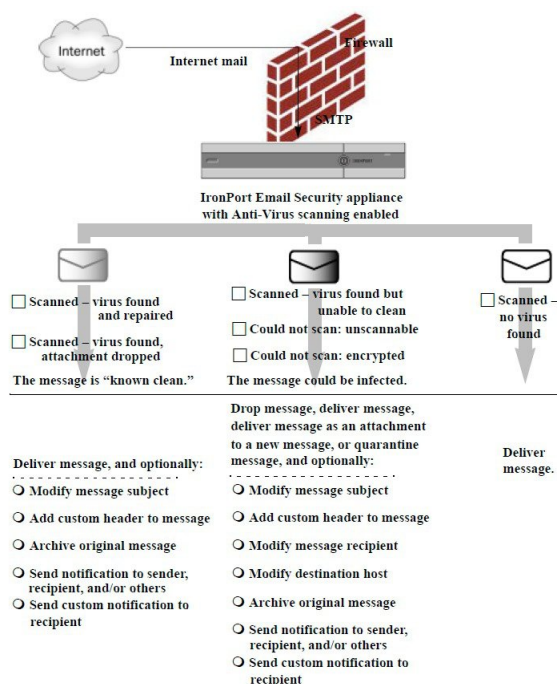 Internet
Internet mail
Firewall
SMTP
IronPort Email Security appliance
with Anti-Virus scanning enabled
Scanned – virus found
and repaired
Scanned – virus found,
attachment dropped
The message is “known clean.”
Scanned – virus found but
unable to clean
Could not scan: unscannable
Could not scan: encrypted
The message could be infected.
Scanned –
no virus
found
Deliver message, and optionally:
Modify message subject
Add custom header to message
Archive original message
Send notification to sender,
recipient, and/or others
Send custom notification to
recipient
Drop message, deliver message,
deliver message as an attachment
to a new message, or quarantine
message, and optionally:
Modify message subject
Add custom header to message
Modify message recipient
Modify destination host
Archive original message
Send notification to sender,
recipient, and/or others
Send custom notification to
recipient
Deliver
message.